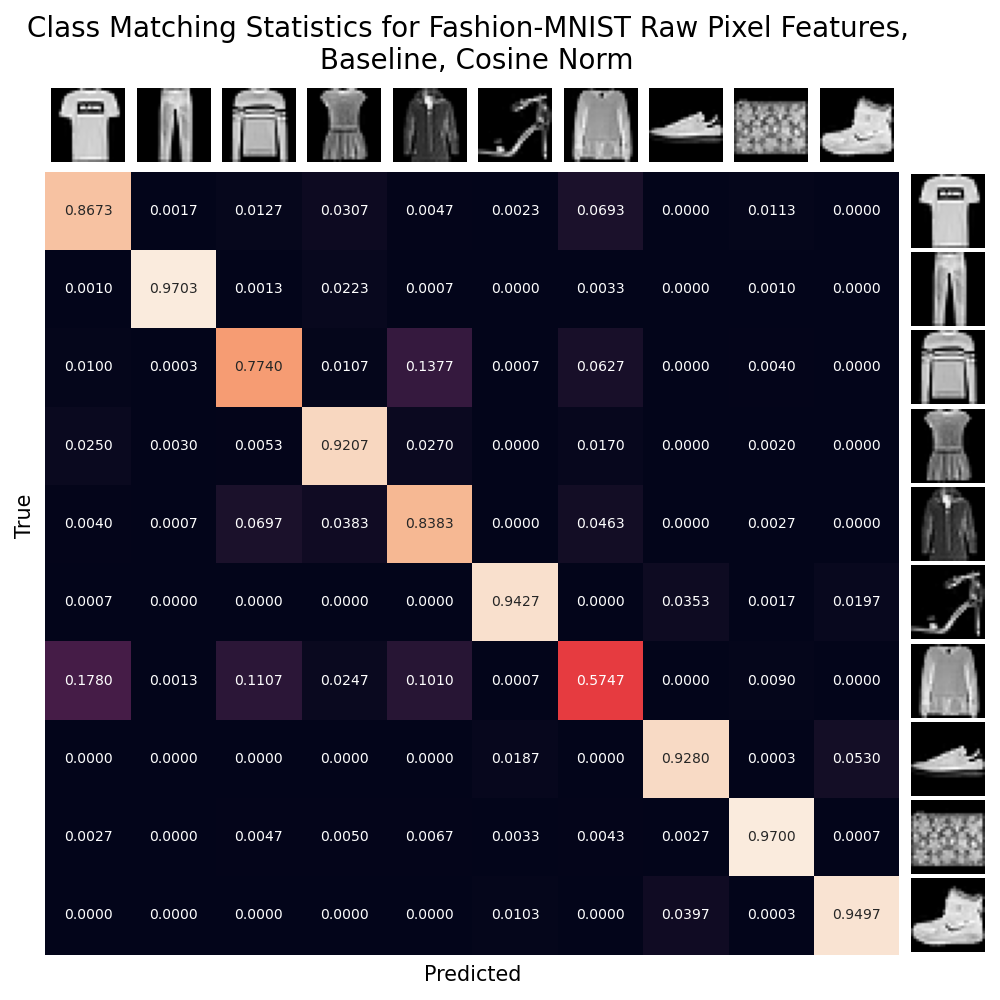 Class Matching Statistics for Fashion-MNIST Raw Pixel Features,
Baseline, Cosine Norm
0.8673 0.0017 0.0127 0.0307 0.0047 0.0023 0.0693 0.0000 0.0113 0.0000
0.0010 0.9703 0.0013 0.0223 0.0007 0.0000 0.0033 0.0000 0.0010 0.0000
0.0100 0.0003 0.7740 0.0107 0.1377 0.0007 0.0627 0.0000 0.0040 0.0000
0.0250 0.0030 0.0053 0.9207 0.0270 0.0000 0.0170 0.0000 0.0020 0.0000
True
0.0040 0.0007 0.0697 0.0383 0.8383 0.0000 0.0463 0.0000 0.0027 0.0000
0.0007 0.0000 0.0000 0.0000 0.0000 0.9427 0.0000 0.0353 0.0017 0.0197
0.1780 0.0013 0.1107 0.0247 0.1010 0.0007 0.5747 0.0000 0.0090 0.0000
0.0000 0.0000 0.0000 0.0000 0.0000 0.0187 0.0000 0.9280 0.0003 0.0530
0.0027 0.0000 0.0047 0.0050 0.0067 0.0033 0.0043 0.0027 0.9700 0.0007
0.0000 0.0000 0.0000 0.0000 0.0000 0.0103 0.0000 0.0397 0.0003 0.9497
Predicted